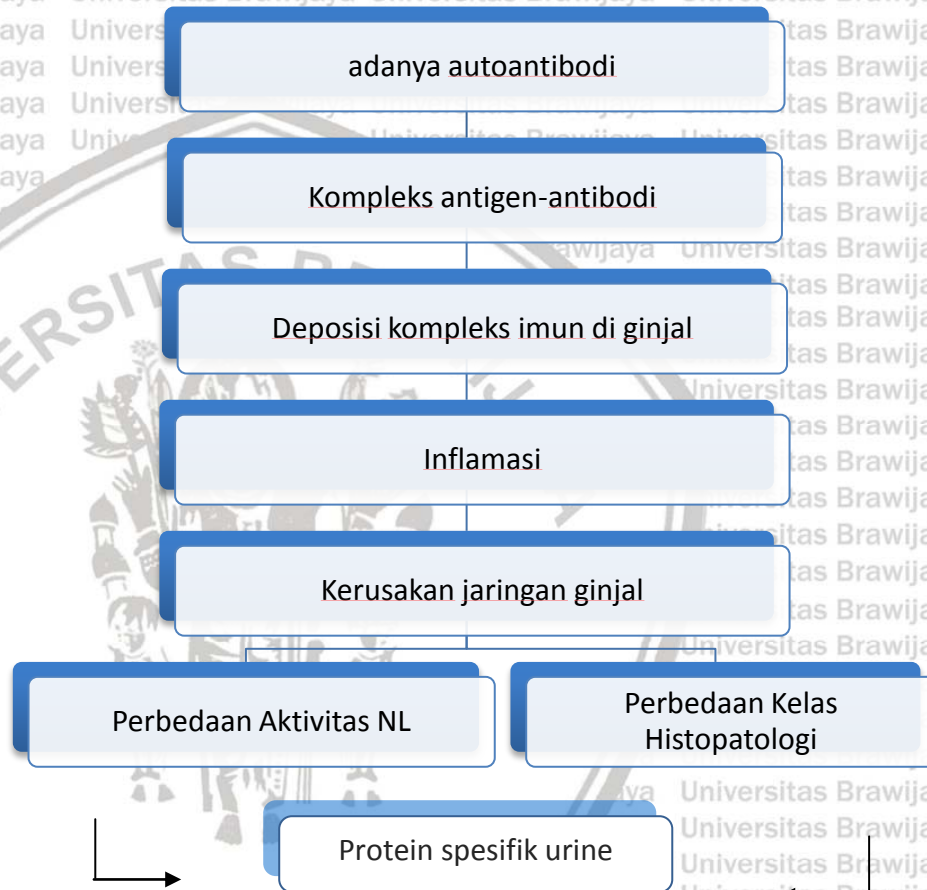 adanya autoantibodi
Kompleks antigen-antibodi
Deposisi kompleks imun di ginjal
Inflamasi
Kerusakan jaringan ginjal
Perbedaan Aktivitas NL
Perbedaan Kelas
Histopatologi
Protein spesifik urine